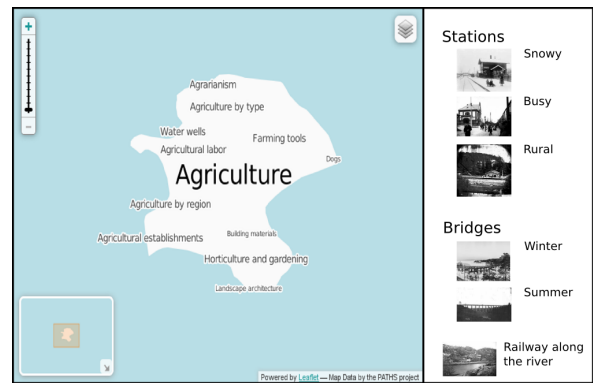 +
−
Agrarianism
Agriculture by type
Water wells
Farming tools
Agricultural labor
Dogs
Agriculture
Agriculture by region
Agricultural establishments
Building materials
Horticulture and gardening
Landscape architecture
Powered by Leaflet — Map Data by the PATHS project
Stations
Snowy
Busy
Rural
Bridges
Winter
Summer
Railway along
the river